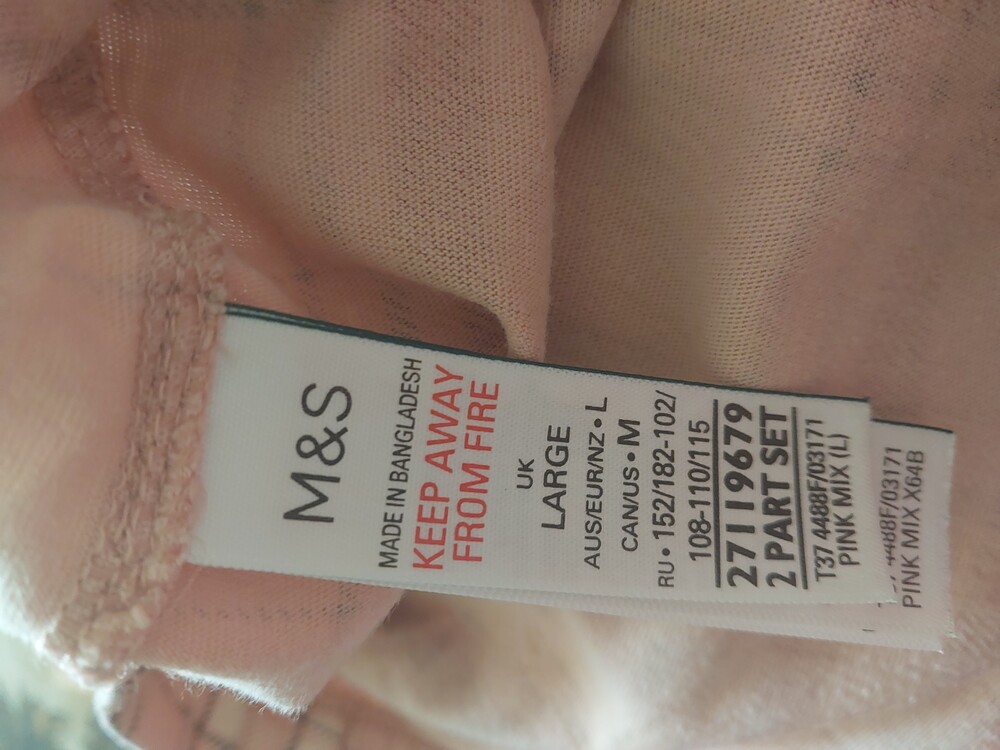 M&S
MADE IN BANGLADESH
KEEP AWAY
FROM FIRE
UK
LARGE
AUS/EUR/NZ • L
CAN/US • M
RU • 152/182-102/
108-110/115
27119679
2 PART SET
T37 4488F/03171
PINK MIX (L)
4488F/03171
PINK MIX X64B